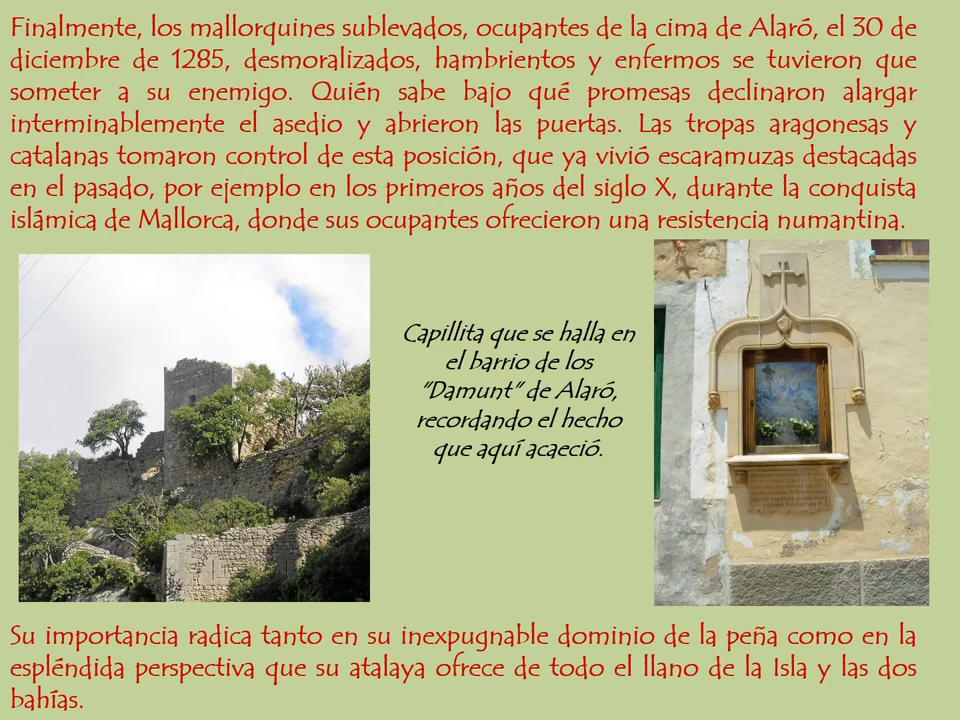 Finalmente, los mallorquines sublevados, ocupantes de la cima de Alaró, el 30 de
diciembre de 1285, desmoralizados, hambrientos y enfermos se tuvieron que
someter a su enemigo. Quién sabe bajo qué promesas declinaron alargar
interminablemente el asedio y abrieron las puertas. Las tropas aragonesas y
catalanas tomaron control de esta posición, que ya vivió escaramuzas destacadas
en el pasado, por ejemplo en los primeros años del siglo X, durante la conquista
islámica de Mallorca, donde sus ocupantes ofrecieron una resistencia numantina.
Capillita que se halla en
el barrio de los
"Damunt" de Alaró,
recordando el hecho
que aquí acaeció.
Su importancia radica tanto en su inexpugnable dominio de la peña como en la
espléndida perspectiva que su atalaya ofrece de todo el llano de la Isla y las dos
bahías.